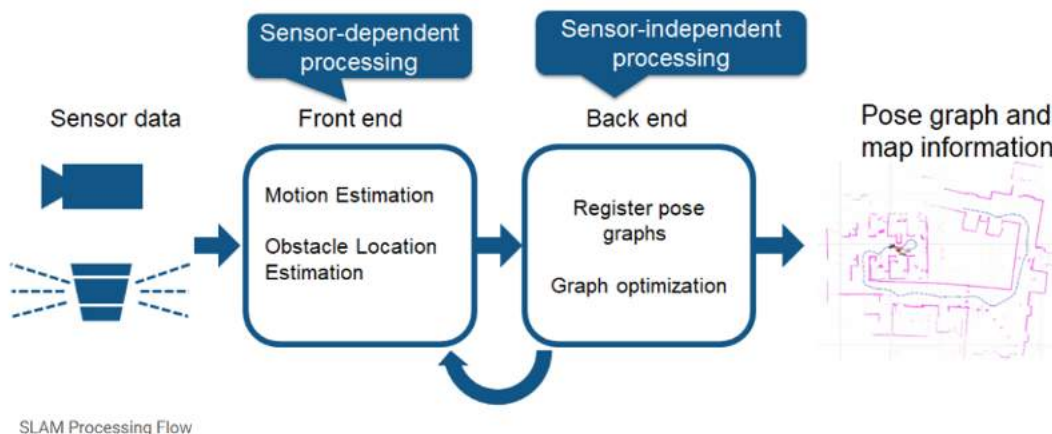 Sensor-dependent
processing
Sensor-independent
processing
Sensor data
Front end
Back end
Pose graph and
map information
Motion Estimation
Obstacle Location
Estimation
Register pose
graphs
Graph optimization
SLAM Processing Flow